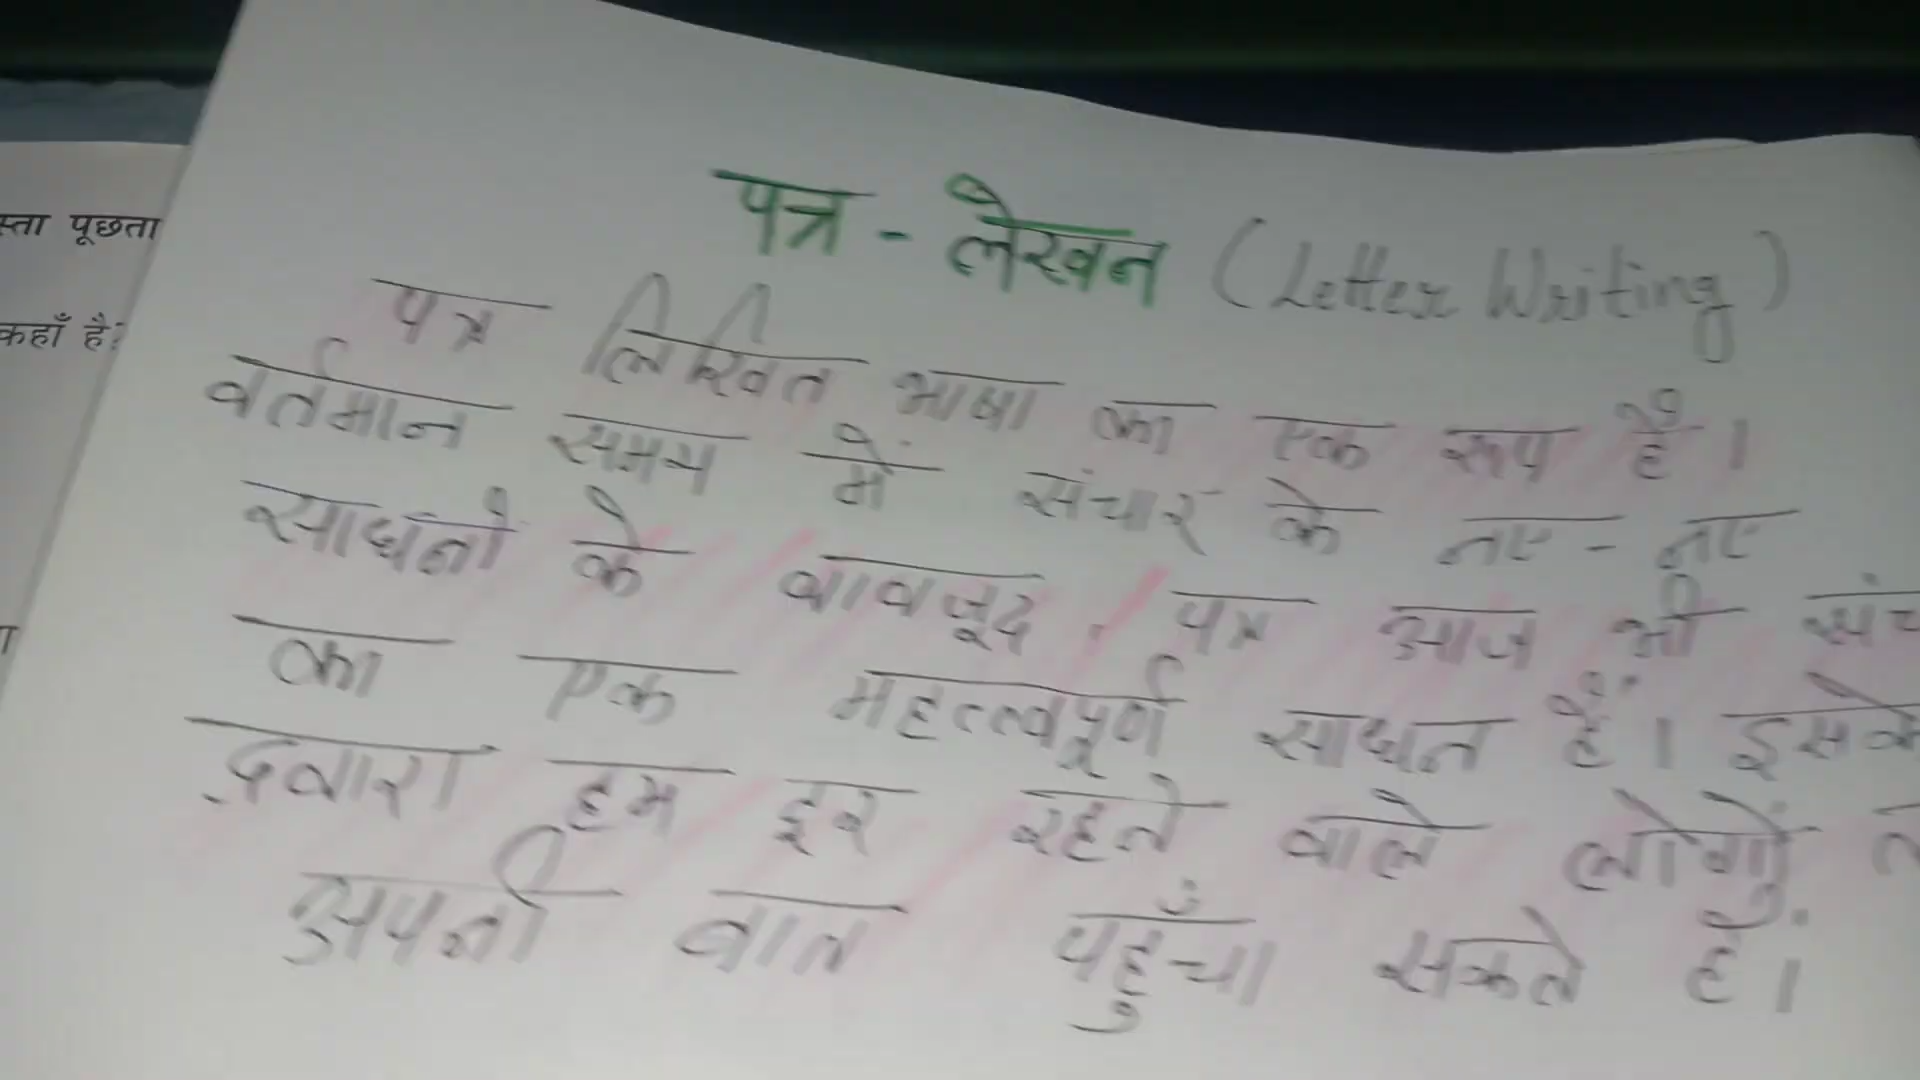 पत्र - लेखन (Letter Writing)
पत्र लिखित भाषा का एक रूप है।
वर्तमान समय में संचार के नए - नए
साधनो के बावजूद, पत्र आज भी संच
का एक महत्त्वपूर्ण साधन हैं। इसके
द्वारा हम दूर रहने वाले लोगों
अपनी बात पहुँचा सकते हैं।
स्ता पूछता
कहाँ है?